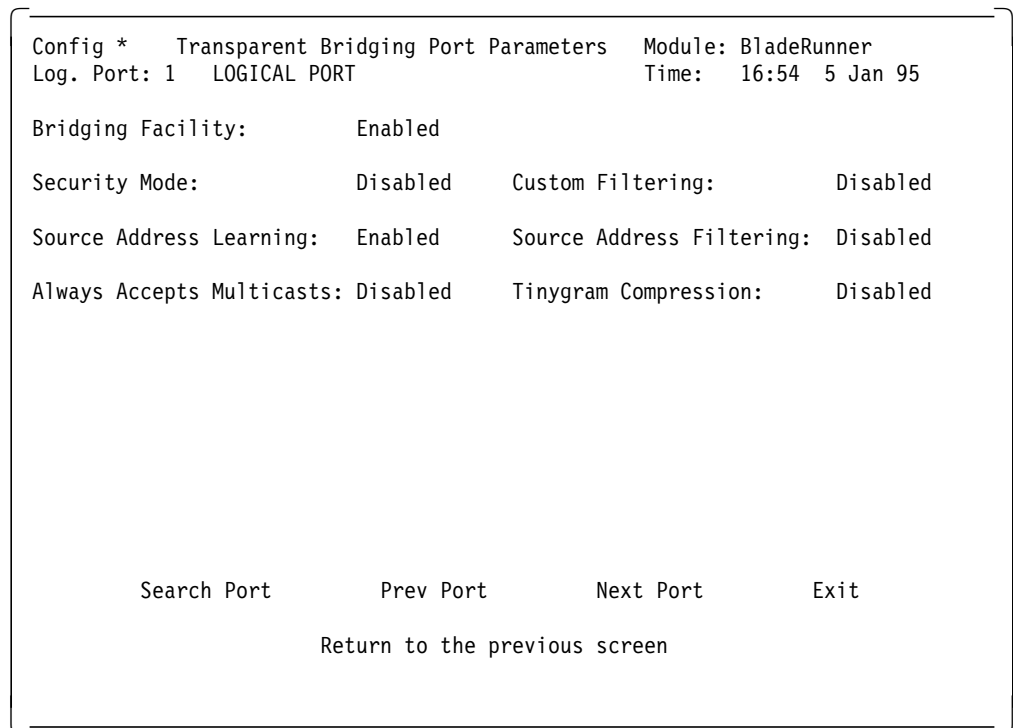 Config *    Transparent Bridging Port Parameters   Module: BladeRunner
Log. Port: 1   LOGICAL PORT                        Time:   16:54  5 Jan 95
Bridging Facility:         Enabled
Security Mode:             Disabled     Custom Filtering:          Disabled
Source Address Learning:   Enabled      Source Address Filtering:  Disabled
Always Accepts Multicasts: Disabled     Tinygram Compression:      Disabled
Search Port         Prev Port         Next Port         Exit
Return to the previous screen